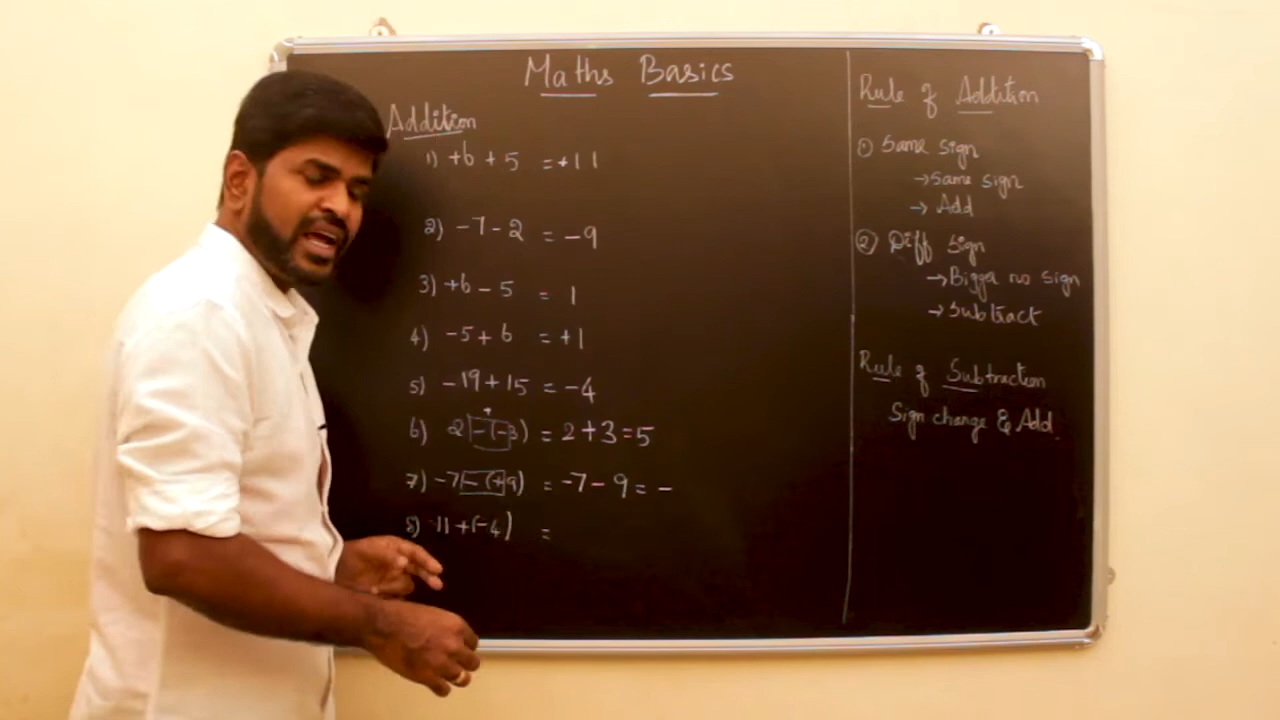 Maths Basics
Addition
1) +6 + 5 = +11
2) -7 - 2 = -9
3) +6 - 5 = 1
4) -5 + 6 = +1
5) -19 + 15 = -4
+
6) 2 - (-3) = 2 + 3 = 5
7) -7 - (+9) = -7 - 9 = -
8) 11 + (-4) =
Rule of Addition
① Same sign
→ Same sign
→ Add
② Diff sign
→ Bigger no sign
→ Subtract
Rule of Subtraction
Sign change & Add